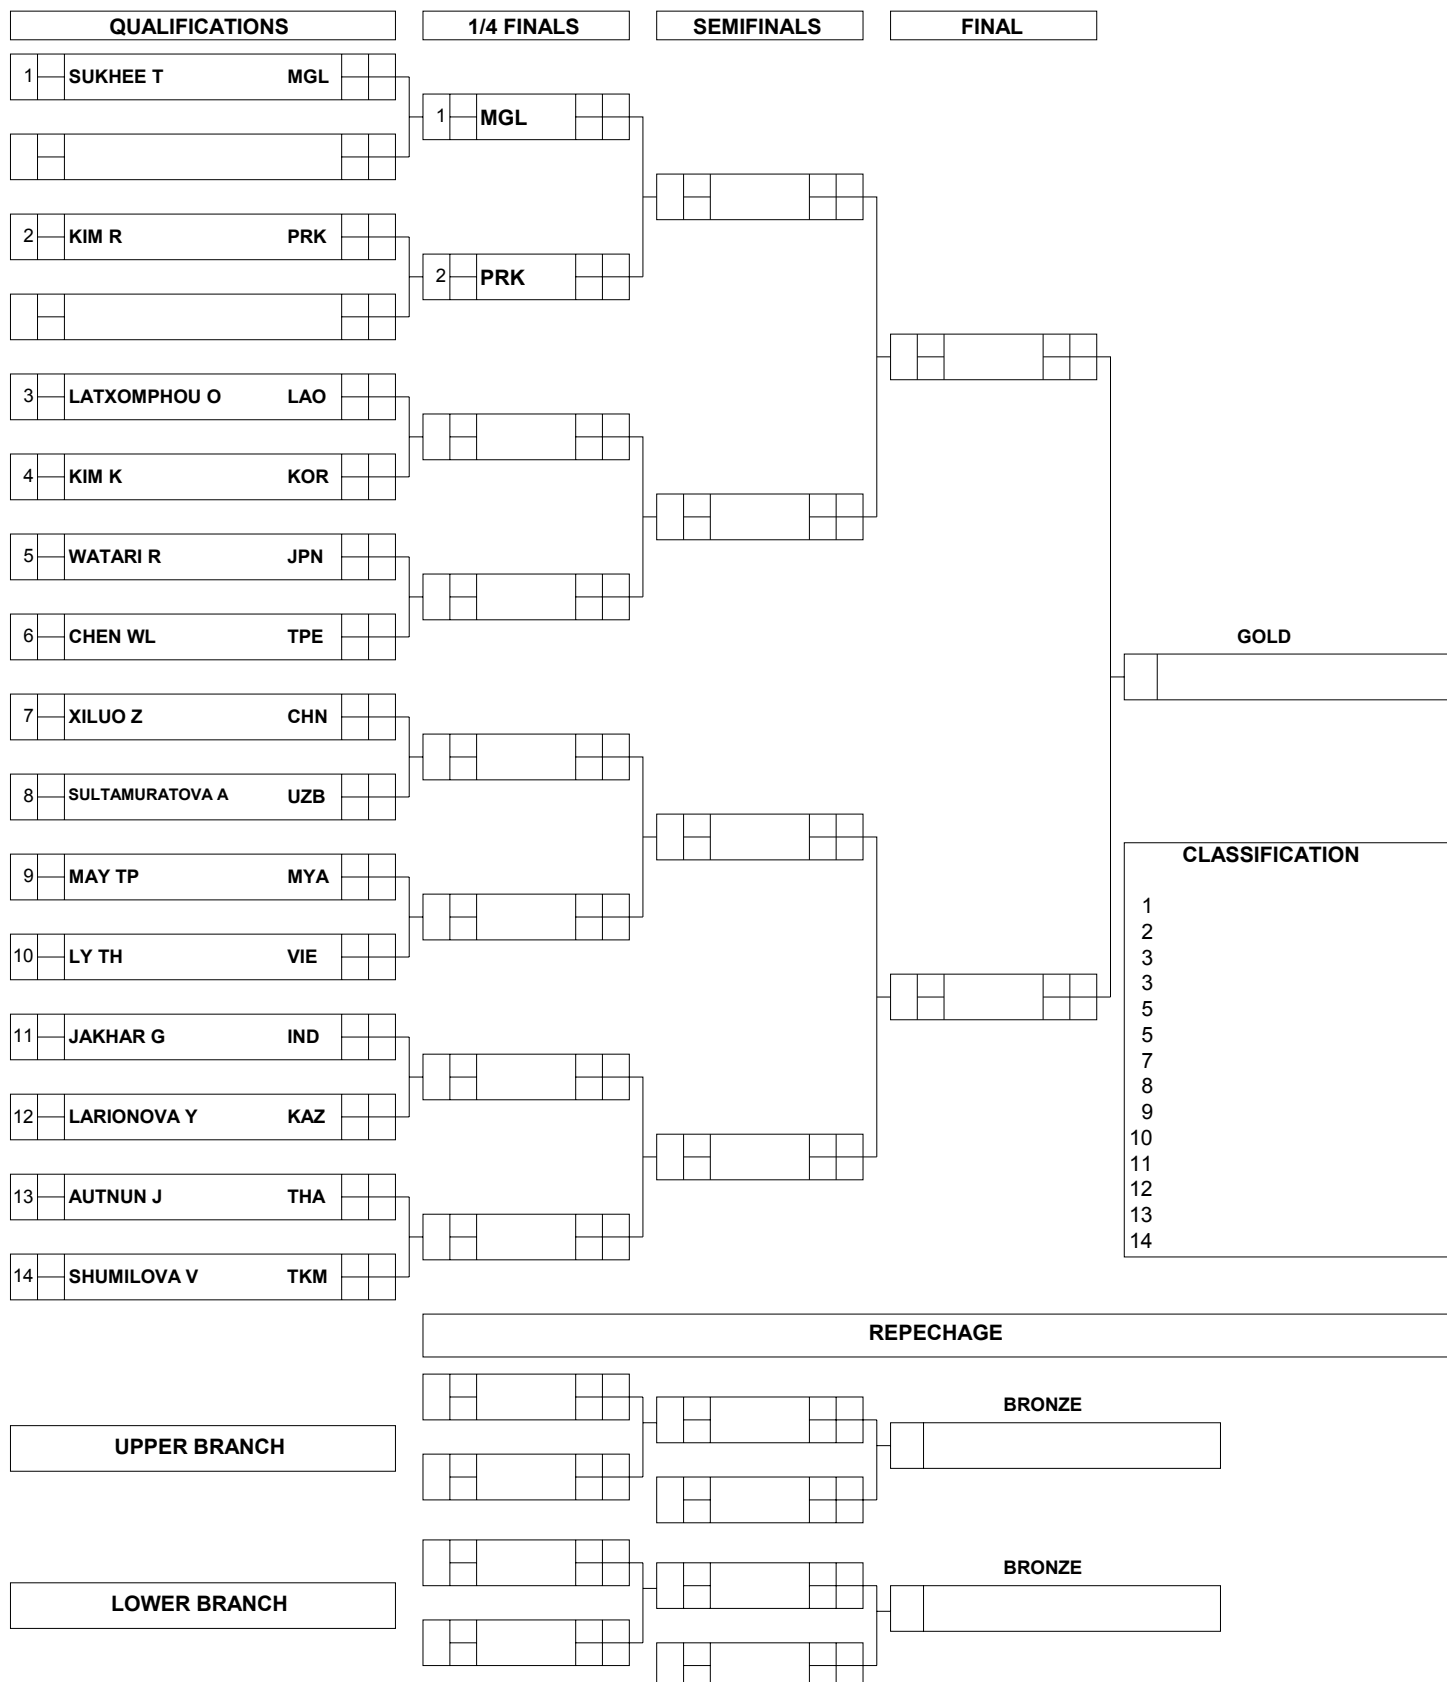 QUALIFICATIONS 1/4 FINALS SEMIFINALS FINAL
1 SUKHEE T MGL
1 MGL
2 KIM R PRK
2 PRK
3 LATXOMPHOU O LAO
4 KIM K KOR
5 WATARI R JPN
6 CHEN WL TPE
GOLD
7 XILUO Z CHN
8 SULTAMURATOVA A UZB
9 MAY TP MYA
10 LY TH VIE
11 JAKHAR G IND
12 LARIONOVA Y KAZ
13 AUTNUN J THA
14 SHUMILOVA V TKM
CLASSIFICATION
1
2
3
3
5
5
7
8
9
10
11
12
13
14
REPECHAGE
UPPER BRANCH
BRONZE
LOWER BRANCH
BRONZE